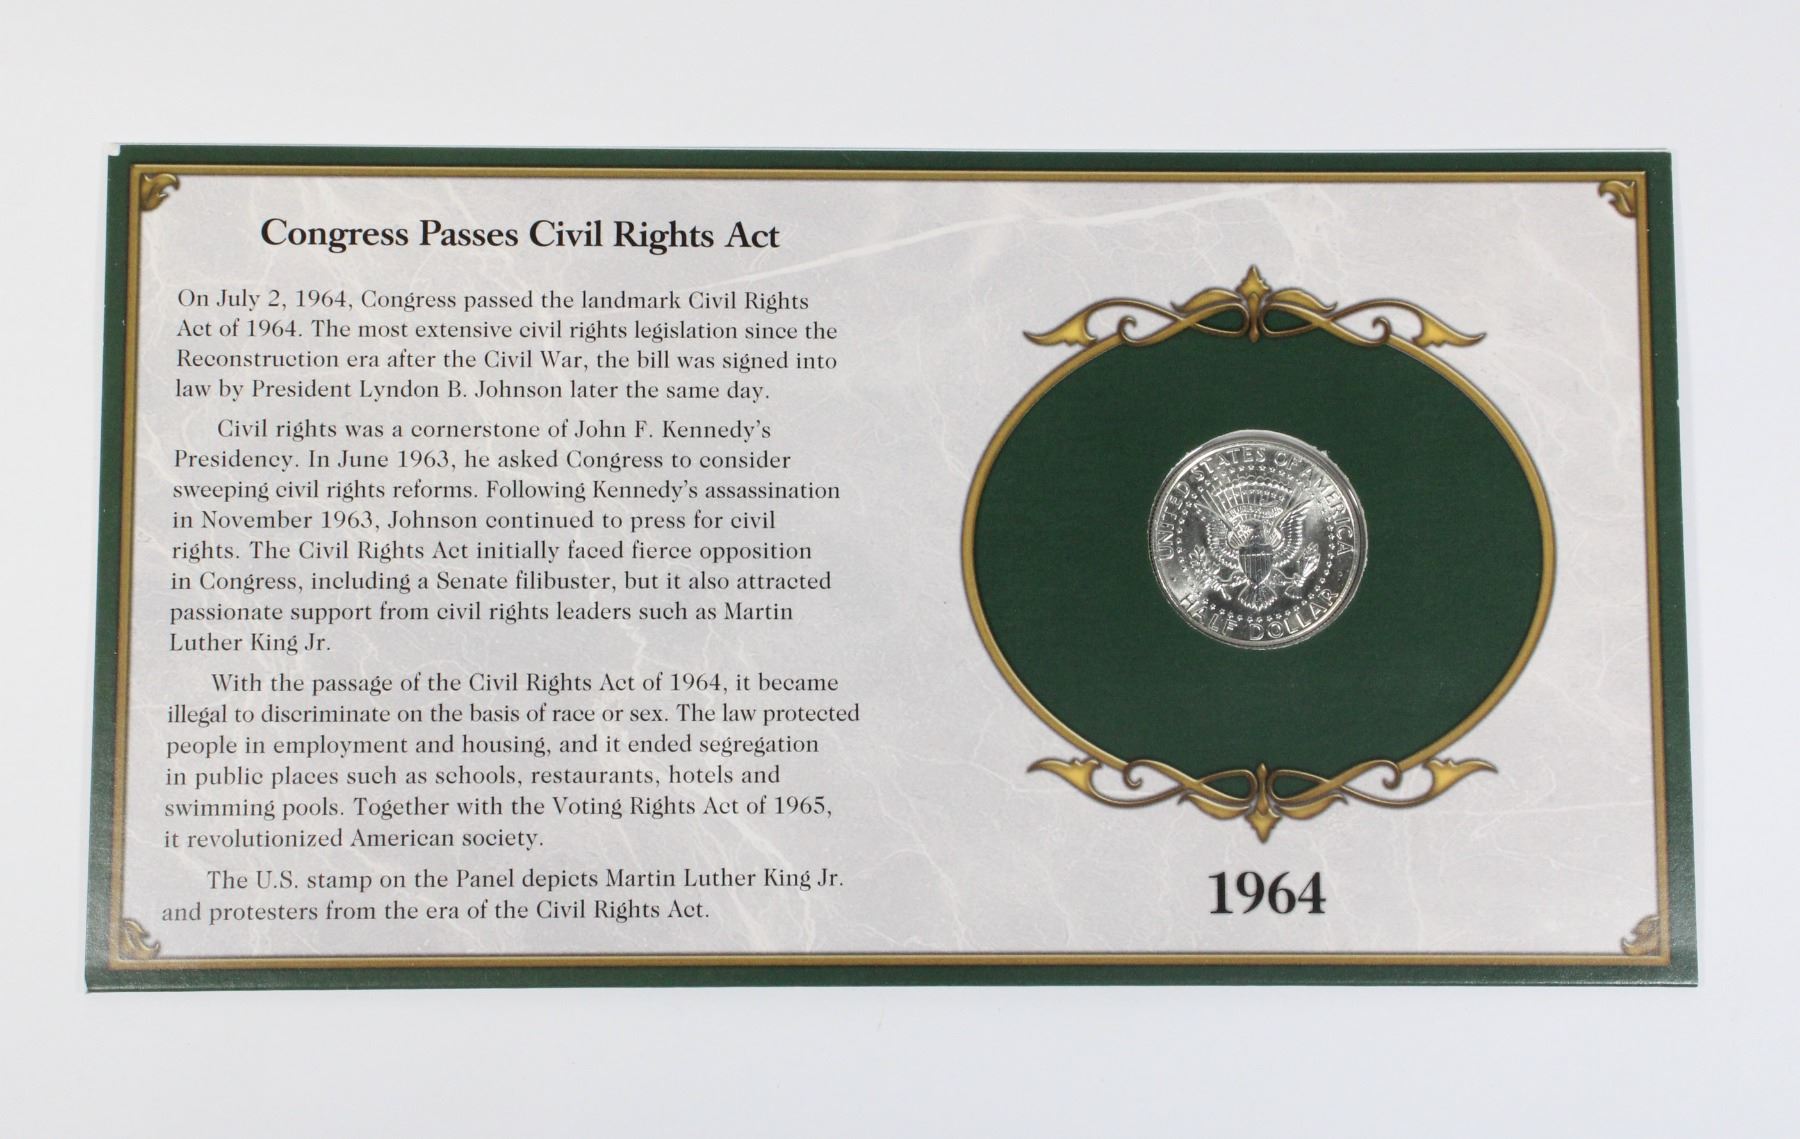 Congress Passes Civil Rights Act
On July 2, 1964, Congress passed the landmark Civil Rights
Act of 1964. The most extensive civil rights legislation since the
Reconstruction era after the Civil War, the bill was signed into
law by President Lyndon B. Johnson later the same day.
Civil rights was a cornerstone of John F. Kennedy's
Presidency. In June 1963, he asked Congress to consider
sweeping civil rights reforms. Following Kennedy's assassination
in November 1963, Johnson continued to press for civil
rights. The Civil Rights Act initially faced fierce opposition
in Congress, including a Senate filibuster, but it also attracted
passionate support from civil rights leaders such as Martin
Luther King Jr.
With the passage of the Civil Rights Act of 1964, it became
illegal to discriminate on the basis of race or sex. The law protected
people in employment and housing, and it ended segregation
in public places such as schools, restaurants, hotels and
swimming pools. Together with the Voting Rights Act of 1965,
it revolutionized American society.
The U.S. stamp on the Panel depicts Martin Luther King Jr.
and protesters from the era of the Civil Rights Act.
UNITED STATES OF AMERICA
HALF DOLLAR
1964